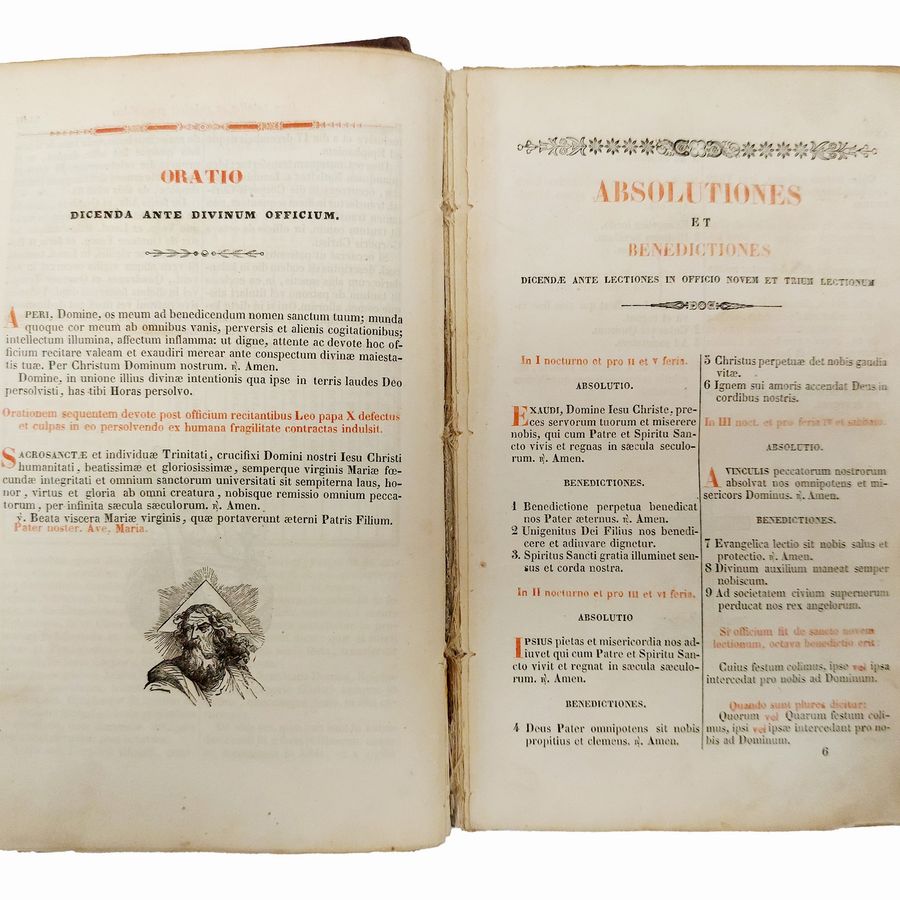 ORATIO
DICENDA ANTE DIVINUM OFFICIUM.
APERI, Domine, os meum ad benedicendum nomen sanctum tuum; munda
quoque cor meum ab omnibus vanis, perversis et alienis cogitationibus;
intellectum illumina, affectum inflamma: ut digne, attente ac devote hoc of-
ficium recitare valeam et exaudiri merear ante conspectum divinæ maiesta-
tis tuæ. Per Christum Dominum nostrum. ℟. Amen.
Domine, in unione illius divinæ intentionis qua ipse in terris laudes Deo
persolvisti, has tibi Horas persolvo.
Orationem sequentem devote post officium recitantibus Leo papa X defectus
et culpas in eo persolvendo ex humana fragilitate contractas indulsit.
SACROSANCTÆ et individuæ Trinitati, crucifixi Domini nostri Iesu Christi
humanitati, beatissimæ et gloriosissimæ, semperque virginis Mariæ fœ-
cundæ integritati et omnium sanctorum universitati sit sempiterna laus, ho-
nor, virtus et gloria ab omni creatura, nobisque remissio omnium pecca-
torum, per infinita sæcula sæculorum. ℟. Amen.
℣. Beata viscera Mariæ virginis, quæ portaverunt æterni Patris Filium.
Pater noster. Ave, Maria.
ABSOLUTIONES
ET
BENEDICTIONES
DICENDÆ ANTE LECTIONES IN OFFICIO NOVEM ET TRIUM LECTIONUM
In I nocturno et pro II et V feria.
ABSOLUTIO.
EXAUDI, Domine Iesu Christe, pre-
ces servorum tuorum et miserere
nobis, qui cum Patre et Spiritu San-
cto vivis et regnas in sæcula sæculo-
rum. ℟. Amen.
BENEDICTIONES.
1 Benedictione perpetua benedicat
nos Pater æternus. ℟. Amen.
2 Unigenitus Dei Filius nos benedi-
cere et adiuvare dignetur.
3. Spiritus Sancti gratia illuminet sen-
sus et corda nostra.
In II nocturno et pro III et VI feria.
ABSOLUTIO
IPSIUS pietas et misericordia nos ad-
iuvet qui cum Patre et Spiritu San-
cto vivit et regnat in sæcula sæculo-
rum. ℟. Amen.
BENEDICTIONES.
4 Deus Pater omnipotens sit nobis
propitius et clemens. ℟. Amen.
5 Christus perpetuæ det nobis gaudia
vitæ.
6 Ignem sui amoris accendat Deus in
cordibus nostris.
In III noct. et pro feria IV et sabbato.
ABSOLUTIO.
A VINCULIS peccatorum nostrorum
absolvat nos omnipotens et mi-
sericors Dominus. ℟. Amen.
BENEDICTIONES.
7 Evangelica lectio sit nobis salus et
protectio. ℟. Amen.
8 Divinum auxilium maneat semper
nobiscum.
9 Ad societatem civium supernorum
perducat nos rex angelorum.
Si officium fit de sancto novem
lectionum, octava benedictio erit:
Cuius festum colimus, ipse vel ipsa
intercedat pro nobis ad Dominum.
Quando sunt plures dicitur:
Quorum vel Quarum festum coli-
mus, ipsi vel ipsæ intercedant pro no-
bis ad Dominum.
6